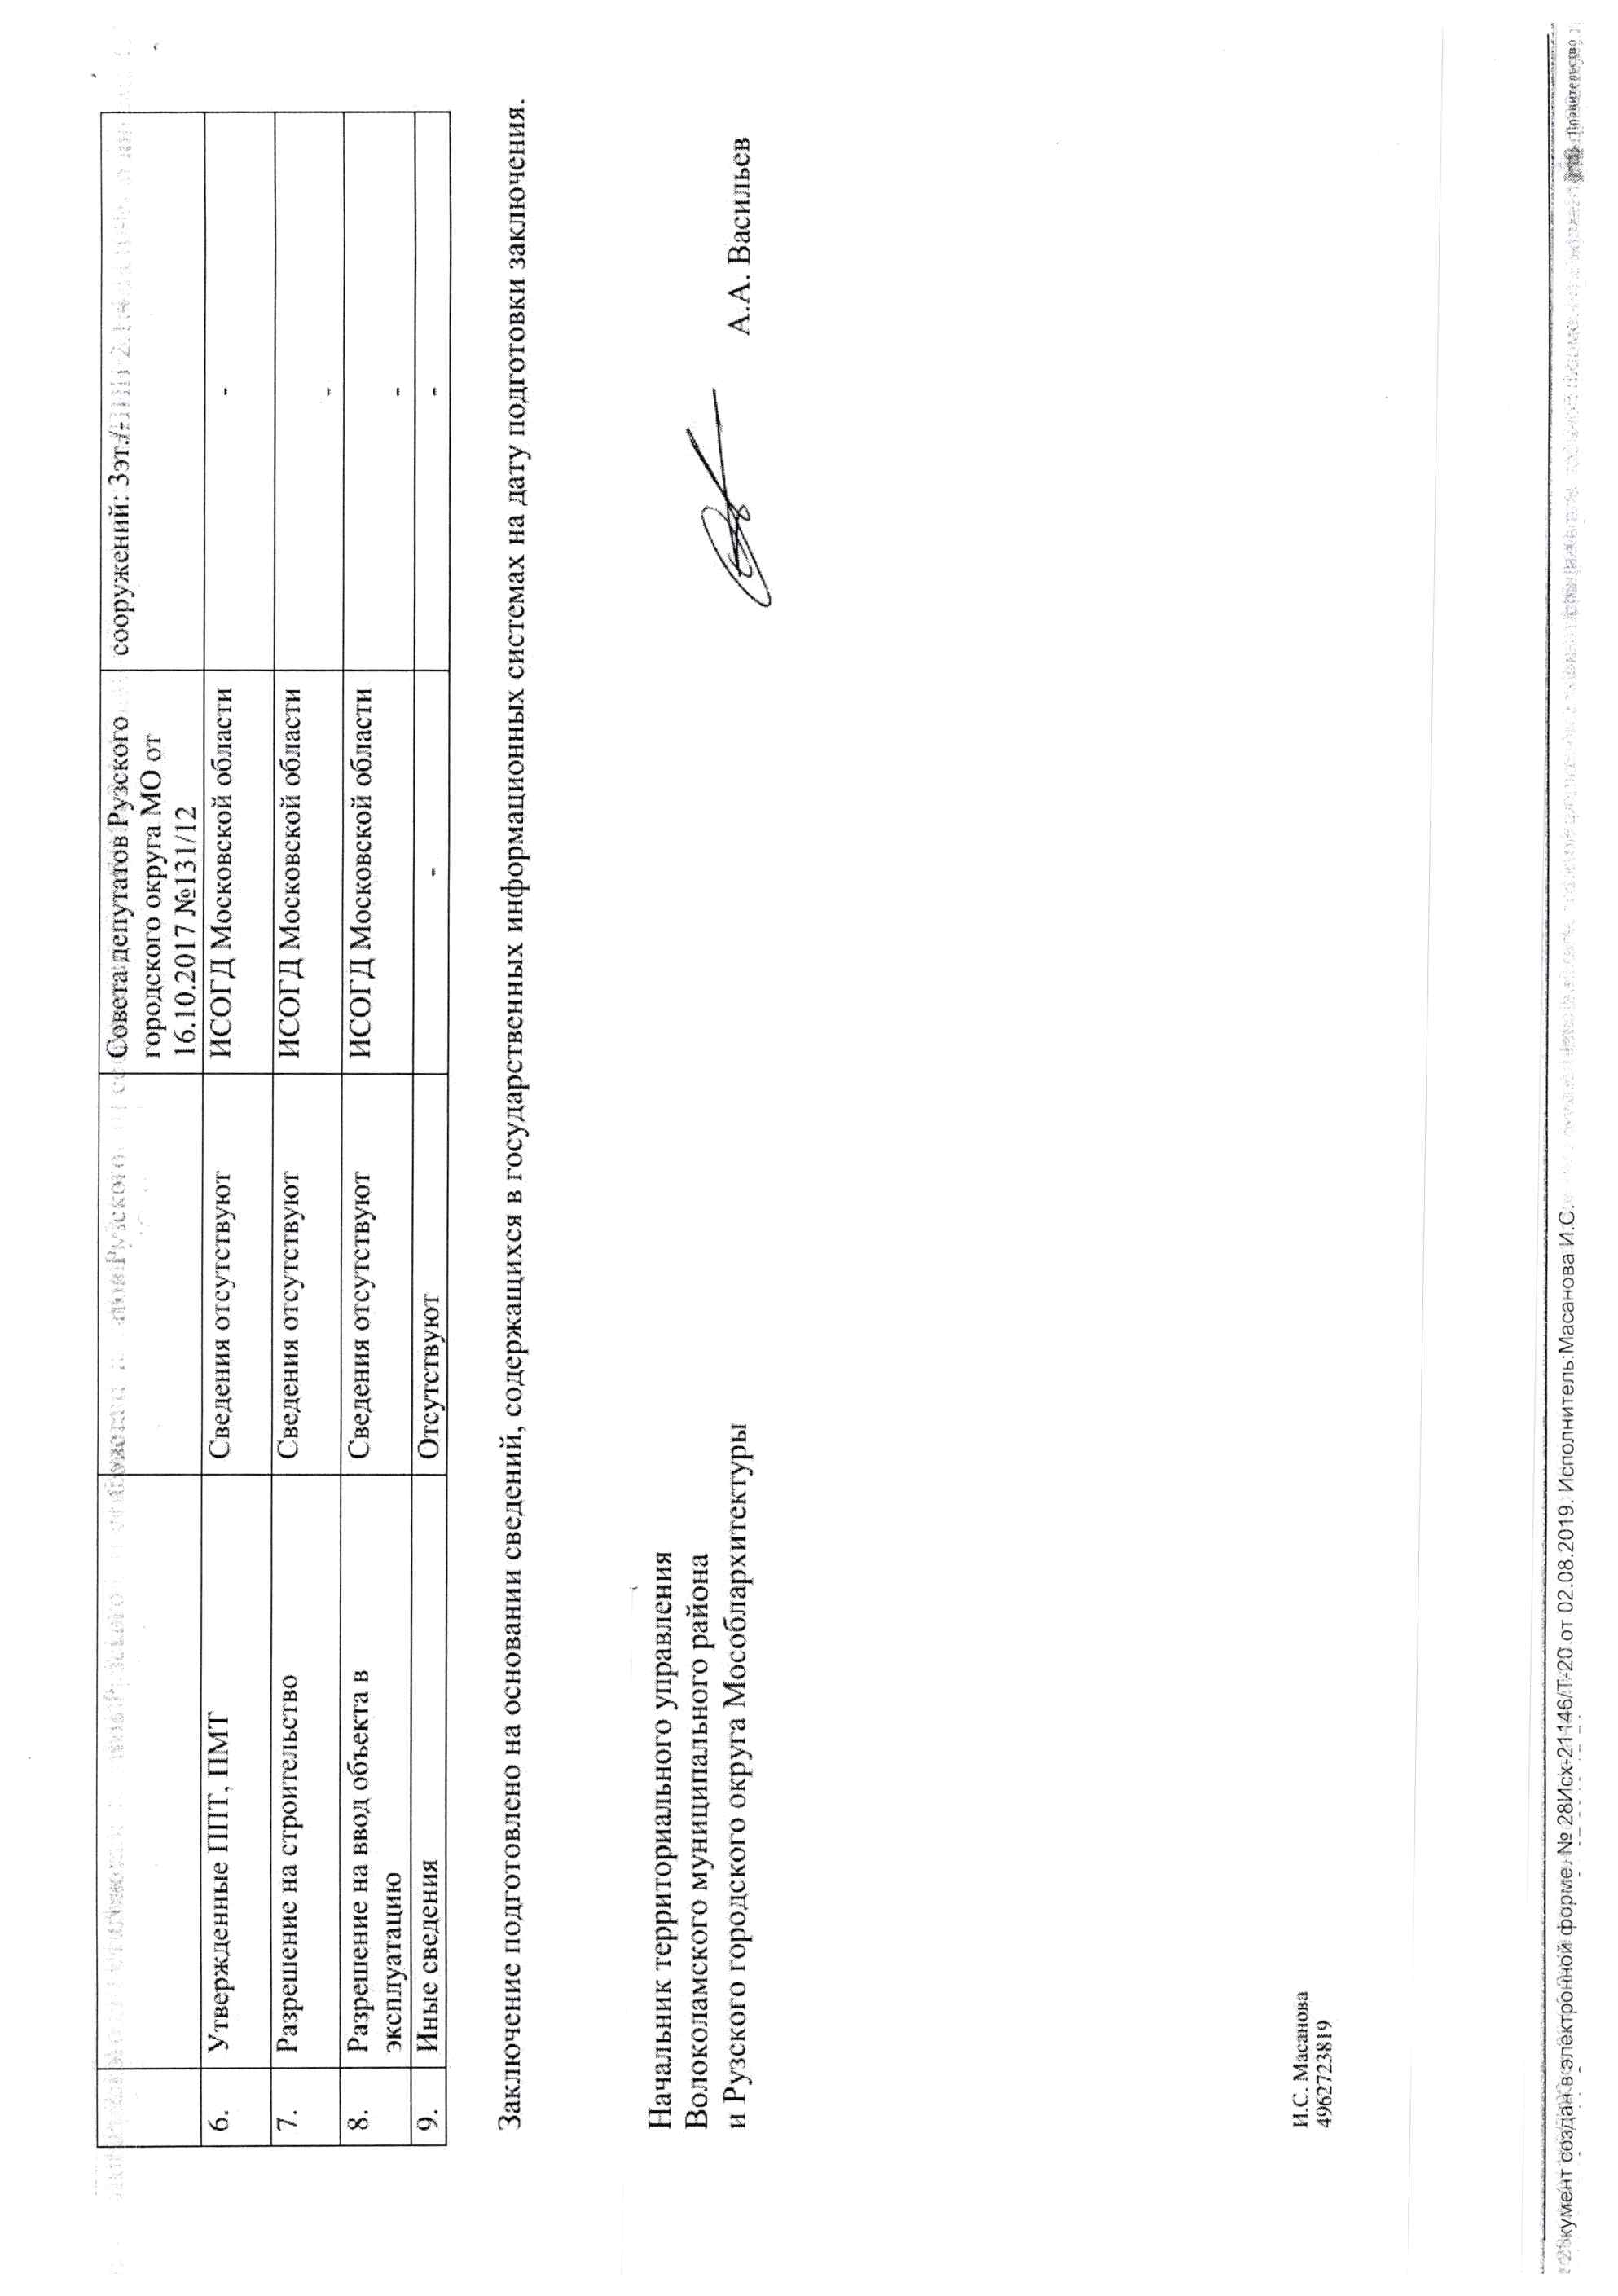 Совета депутатов Рузского
городского округа МО от
16.10.2017 №131/12
сооружений: 3эт./-
6.
Утвержденные ППТ, ПМТ
Сведения отсутствуют
ИСОГД Московской области
-
7.
Разрешение на строительство
Сведения отсутствуют
ИСОГД Московской области
-
8.
Разрешение на ввод объекта в
эксплуатацию
Сведения отсутствуют
ИСОГД Московской области
-
9.
Иные сведения
Отсутствуют
-
-
Заключение подготовлено на основании сведений, содержащихся в государственных информационных системах на дату подготовки заключения.
Начальник территориального управления
Волоколамского муниципального района
и Рузского городского округа Мособлархитектуры
А.А. Васильев
И.С. Масанова
4962723819
кумент создан в электронной форме. № 28Исх-21146/Т-20 от 02.08.2019. Исполнитель:Масанова И.С.
Правительство